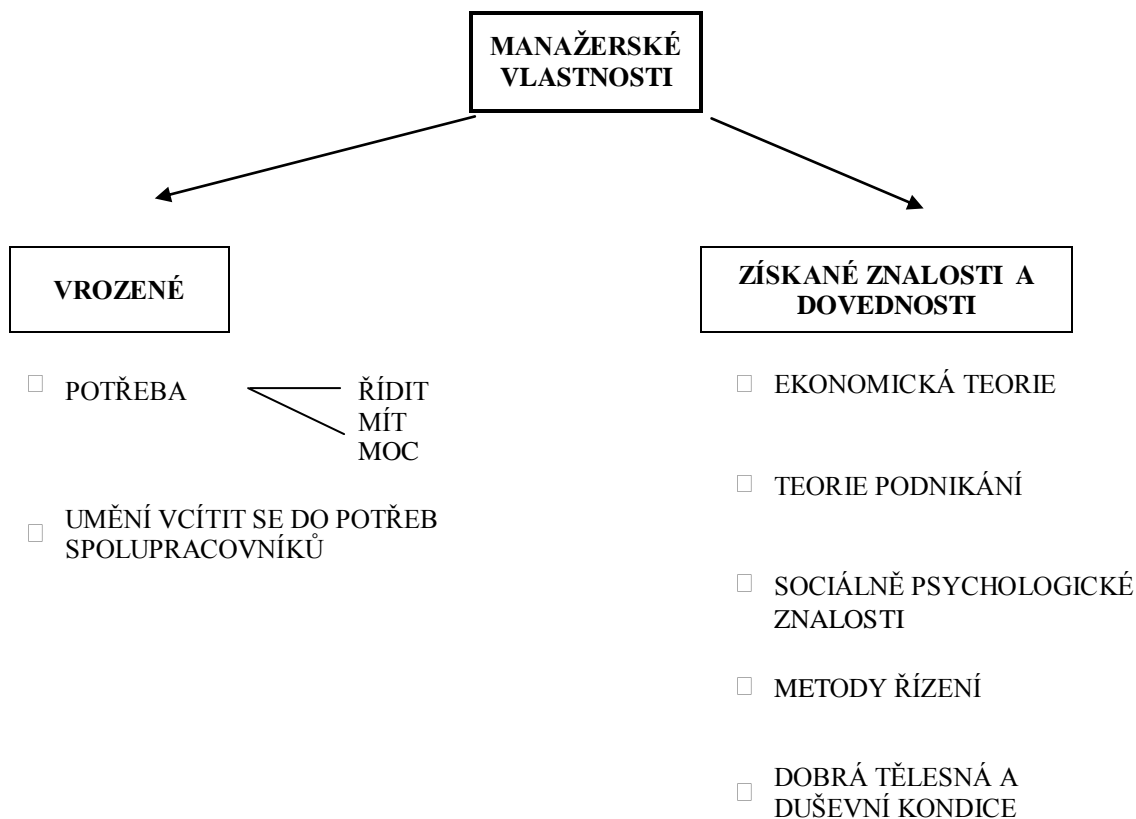 MANAŽERSKÉ
VLASTNOSTI
VROZENÉ
POTŘEBA
ŘÍDIT
MÍT
MOC
UMĚNÍ VCÍTIT SE DO POTŘEB
SPOLUPRACOVNÍKŮ
ZÍSKANÉ ZNALOSTI A
DOVEDNOSTI
EKONOMICKÁ TEORIE
TEORIE PODNIKÁNÍ
SOCIÁLNĚ PSYCHOLOGICKÉ
ZNALOSTI
METODY ŘÍZENÍ
DOBRÁ TĚLESNÁ A
DUŠEVNÍ KONDICE